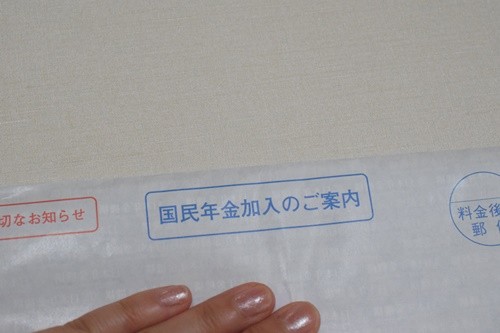 切なお知らせ
国民年金加入のご案内
料金後
郵